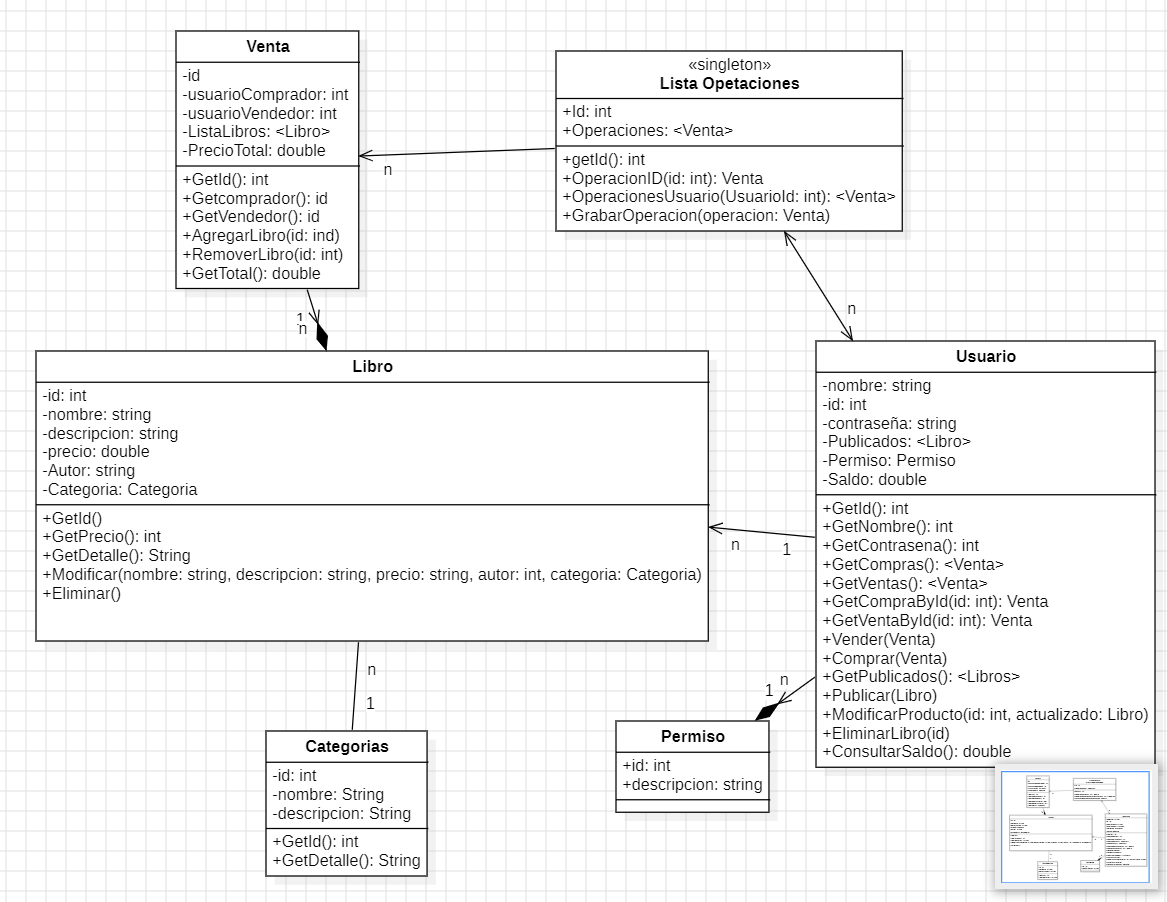 Venta
-id
-usuarioComprador: int
-usuarioVendedor: int
-ListaLibros: <Libro>
-PrecioTotal: double
+GetId(): int
+Getcomprador(): id
+GetVendedor(): id
+AgregarLibro(id: ind)
+RemoverLibro(id: int)
+GetTotal(): double
«singleton»
Lista Opetaciones
+Id: int
+Operaciones: <Venta>
+getId(): int
+OperacionID(id: int): Venta
+OperacionesUsuario(UsuarioId: int): <Venta>
+GrabarOperacion(operacion: Venta)
n
n
1
n
Libro
-id: int
-nombre: string
-descripcion: string
-precio: double
-Autor: string
-Categoria: Categoria
+GetId()
+GetPrecio(): int
+GetDetalle(): String
+Modificar(nombre: string, descripcion: string, precio: string, autor: int, categoria: Categoria)
+Eliminar()
Usuario
-nombre: string
-id: int
-contraseña: string
-Publicados: <Libro>
-Permiso: Permiso
-Saldo: double
+GetId(): int
+GetNombre(): int
+GetContrasena(): int
+GetCompras(): <Venta>
+GetVentas(): <Venta>
+GetCompraById(id: int): Venta
+GetVentaById(id: int): Venta
+Vender(Venta)
+Comprar(Venta)
+GetPublicados(): <Libros>
+Publicar(Libro)
+ModificarProducto(id: int, actualizado: Libro)
+EliminarLibro(id)
+ConsultarSaldo(): double
n
1
n
1
n
1
Categorias
-id: int
-nombre: String
-descripcion: String
+GetId(): int
+GetDetalle(): String
Permiso
+id: int
+descripcion: string